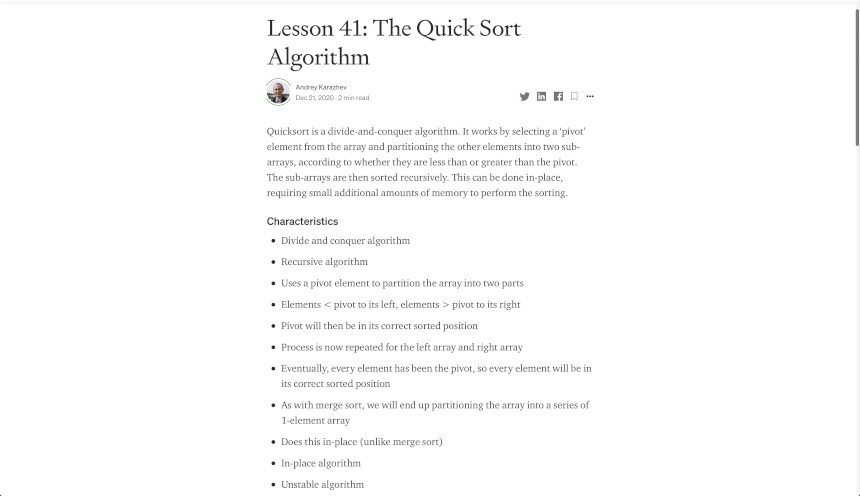 Lesson 41: The Quick Sort
Algorithm
Andrey Karazhev
Dec 21, 2020 · 2 min read
Quicksort is a divide-and-conquer algorithm. It works by selecting a ‘pivot’
element from the array and partitioning the other elements into two sub-
arrays, according to whether they are less than or greater than the pivot.
The sub-arrays are then sorted recursively. This can be done in-place,
requiring small additional amounts of memory to perform the sorting.
Characteristics
• Divide and conquer algorithm
• Recursive algorithm
• Uses a pivot element to partition the array into two parts
• Elements < pivot to its left, elements > pivot to its right
• Pivot will then be in its correct sorted position
• Process is now repeated for the left array and right array
• Eventually, every element has been the pivot, so every element will be in
its correct sorted position
• As with merge sort, we will end up partitioning the array into a series of
1-element array
• Does this in-place (unlike merge sort)
• In-place algorithm
• Unstable algorithm